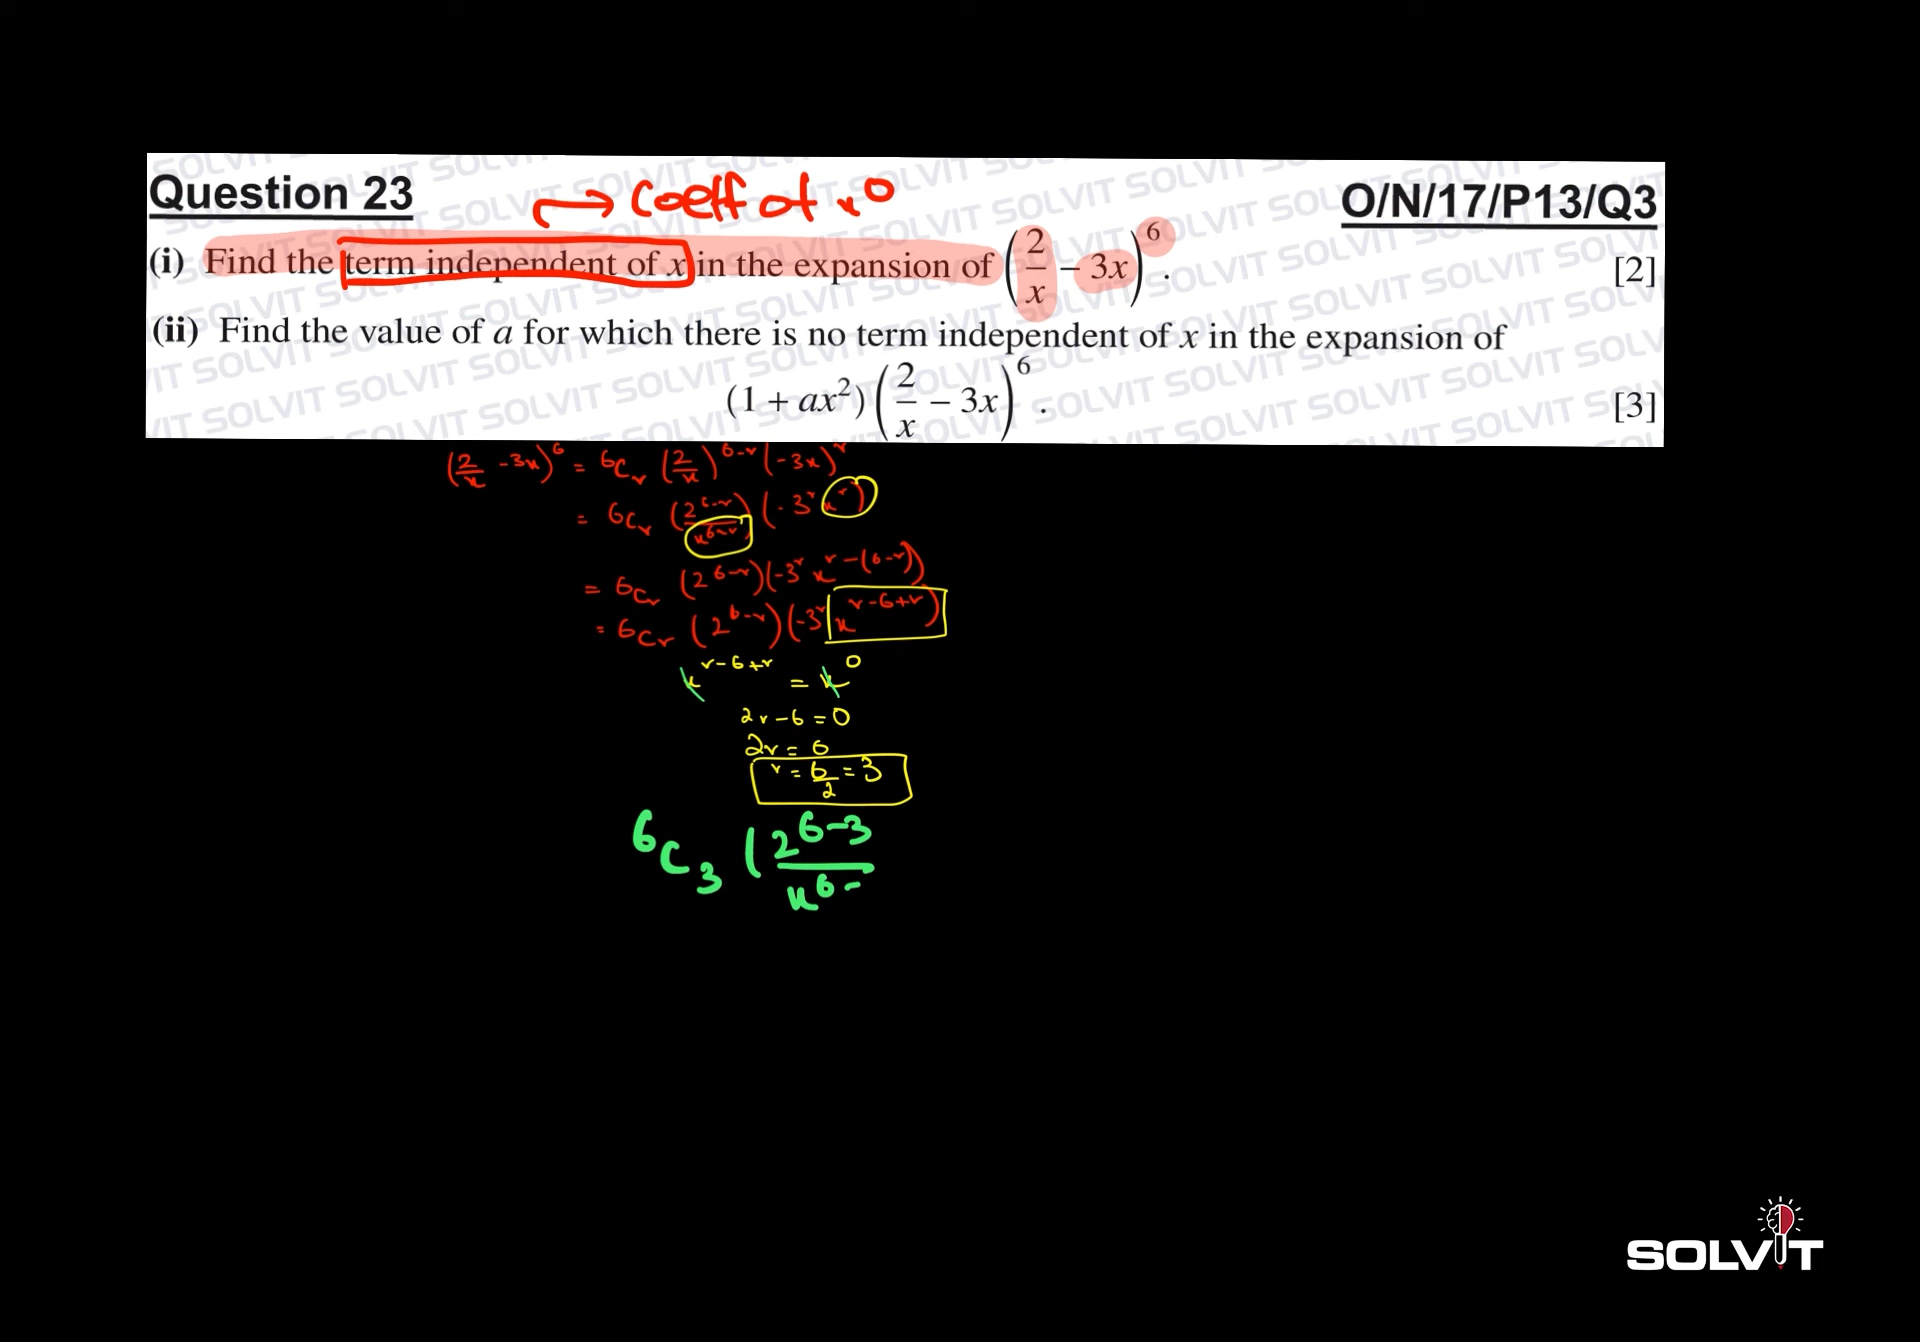 Question 23
→ Coeff of x⁰
O/N/17/P13/Q3
(i) Find the term independent of x in the expansion of (2/x − 3x)⁶. [2]
(ii) Find the value of a for which there is no term independent of x in the expansion of
(1 + ax²)(2/x − 3x)⁶. [3]
(2/x − 3x)⁶ = ⁶Cᵣ (2/x)⁶⁻ʳ (−3x)ʳ
= 6Cᵣ (2⁶⁻ʳ/x⁶⁻ʳ) (−3ʳ xʳ)
= 6Cᵣ (2⁶⁻ʳ)(−3ʳ xʳ⁻⁽⁶⁻ʳ⁾)
= 6Cᵣ (2⁶⁻ʳ)(−3ʳ xʳ⁻⁶⁺ʳ)
xʳ⁻⁶⁺ʳ = x⁰
2r − 6 = 0
2r = 6
r = 6/2 = 3
⁶C₃ (2⁶⁻³/x⁶⁻
SOLVIT